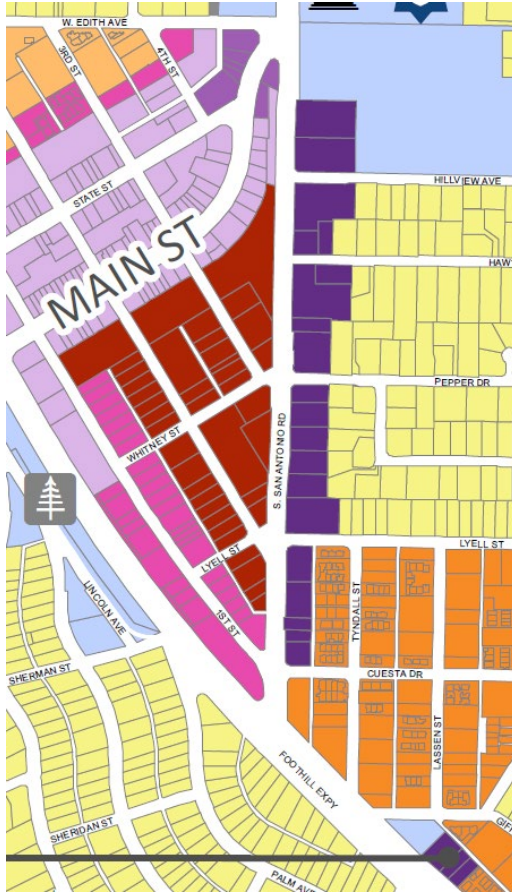 W. EDITH AVE
3RD ST
4TH ST
STATE ST
HILLVIEW AVE
MAIN ST
HAW
PEPPER DR
WHITNEY ST
S. SAN ANTONIO RD
LYELL ST
LYELL ST
LINCOLN AVE
1ST ST
TYNDALL ST
SHERMAN ST
CUESTA DR
LASSEN ST
FOOTHILL EXPY
SHERIDAN ST
GIF
PALM AVE